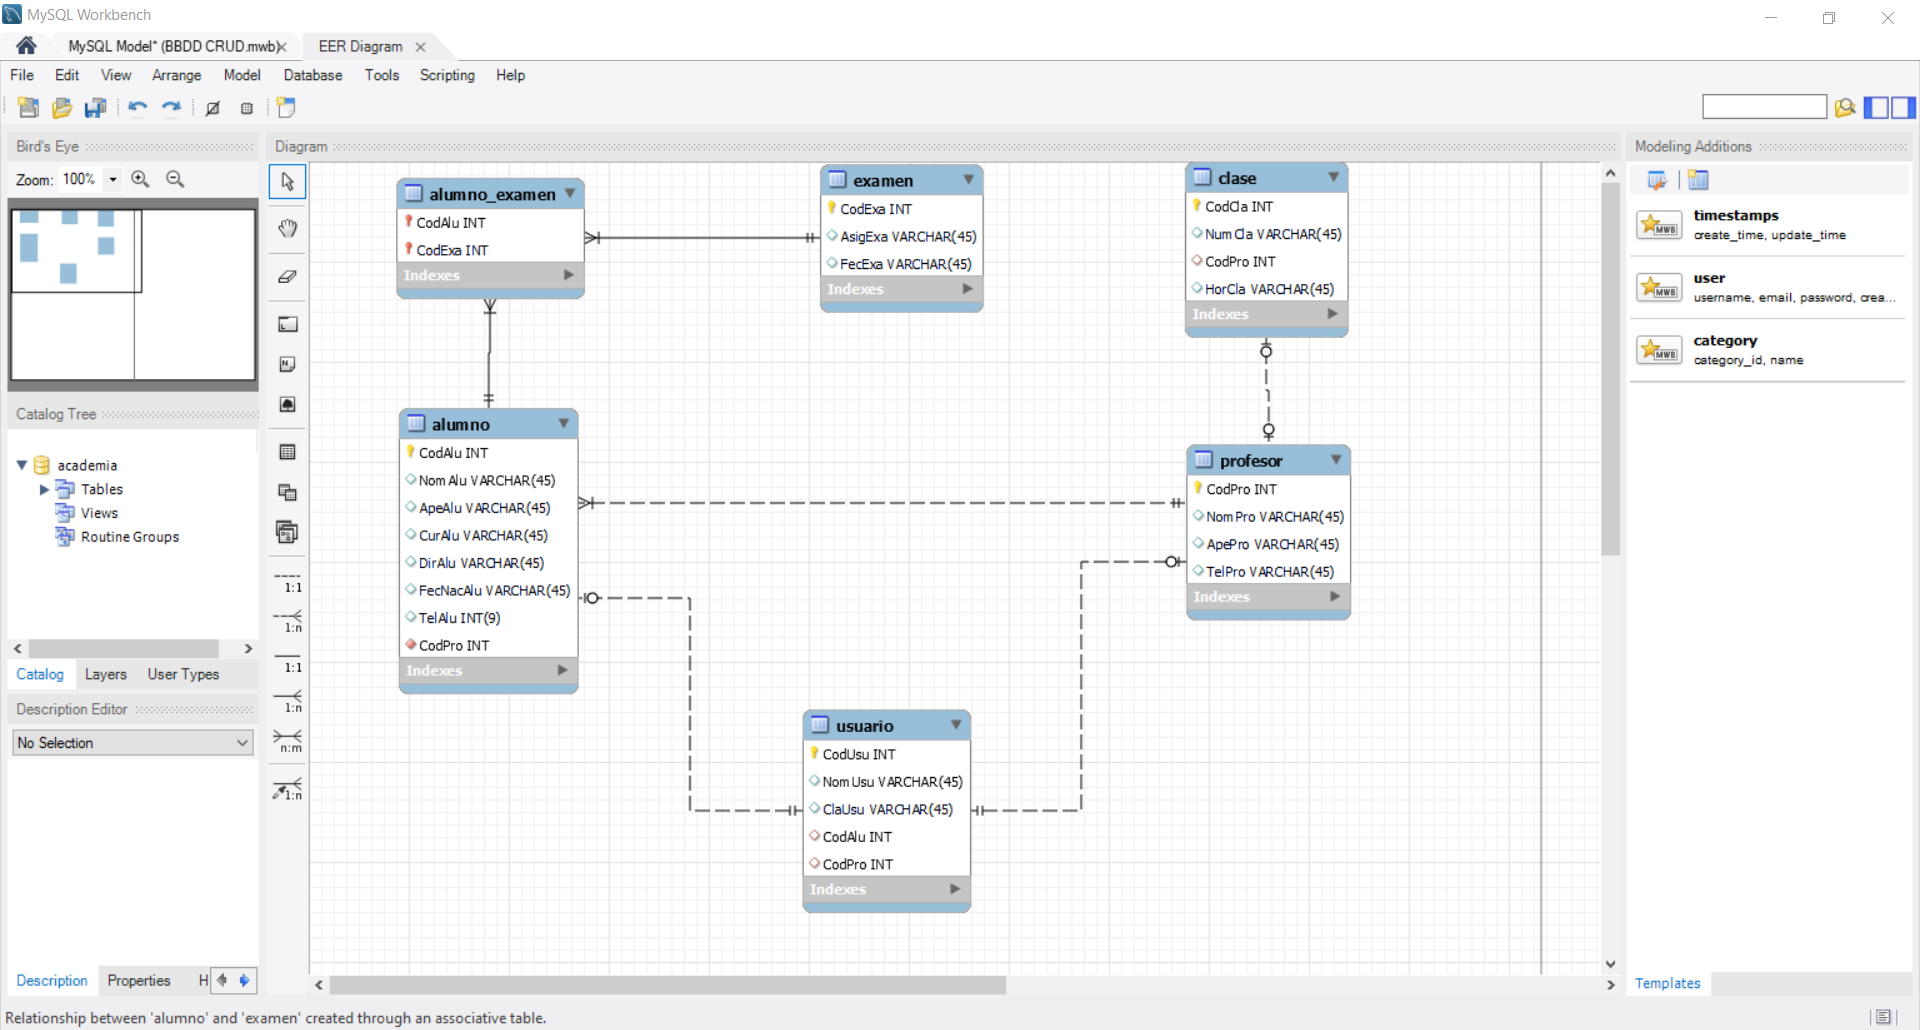 MySQL Workbench
MySQL Model* (BBDD CRUD.mwb)
EER Diagram
File Edit View Arrange Model Database Tools Scripting Help
Bird's Eye
Zoom: 100%
Catalog Tree
academia
Tables
Views
Routine Groups
Catalog Layers User Types
Description Editor
No Selection
Description Properties H
Diagram
1:1
1:n
1:1
1:n
n:m
1:n
alumno_examen
CodAlu INT
CodExa INT
Indexes
examen
CodExa INT
AsigExa VARCHAR(45)
FecExa VARCHAR(45)
Indexes
clase
CodCla INT
NumCla VARCHAR(45)
CodPro INT
HorCla VARCHAR(45)
Indexes
alumno
CodAlu INT
NomAlu VARCHAR(45)
ApeAlu VARCHAR(45)
CurAlu VARCHAR(45)
DirAlu VARCHAR(45)
FecNacAlu VARCHAR(45)
TelAlu INT(9)
CodPro INT
Indexes
profesor
CodPro INT
NomPro VARCHAR(45)
ApePro VARCHAR(45)
TelPro VARCHAR(45)
Indexes
usuario
CodUsu INT
NomUsu VARCHAR(45)
ClaUsu VARCHAR(45)
CodAlu INT
CodPro INT
Indexes
Modeling Additions
MWB
timestamps
create_time, update_time
MWB
user
username, email, password, crea...
MWB
category
category_id, name
Templates
Relationship between 'alumno' and 'examen' created through an associative table.